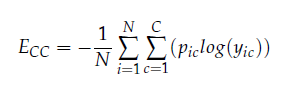 E_{CC} = -\frac{1}{N} \sum_{i=1}^{N} \sum_{c=1}^{C} (p_{ic} log(y_{ic}))